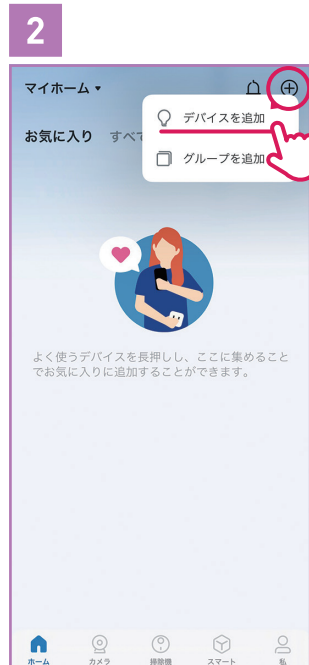 2
マイホーム
デバイスを追加
お気に入り すべて
グループを追加
よく使うデバイスを長押しし、ここに集めること
でお気に入りに追加することができます。
ホーム カメラ 掃除機 スマート 私